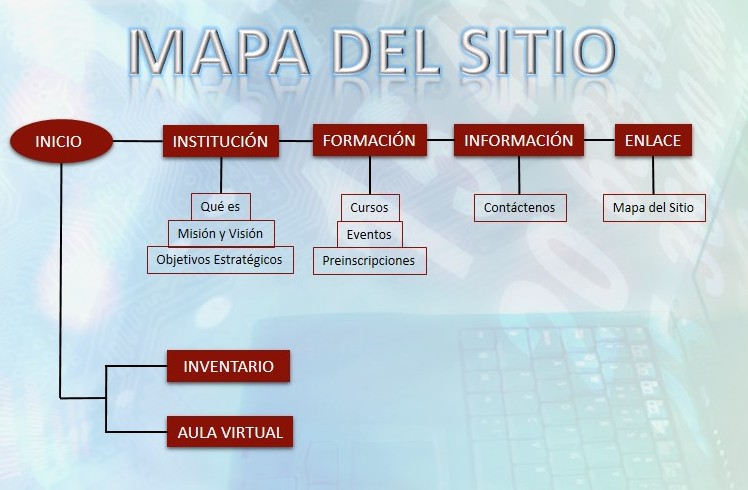 MAPA DEL SITIO
INICIO
INSTITUCIÓN
FORMACIÓN
INFORMACIÓN
ENLACE
Qué es
Misión y Visión
Objetivos Estratégicos
Cursos
Eventos
Preinscripciones
Contáctenos
Mapa del Sitio
INVENTARIO
AULA VIRTUAL